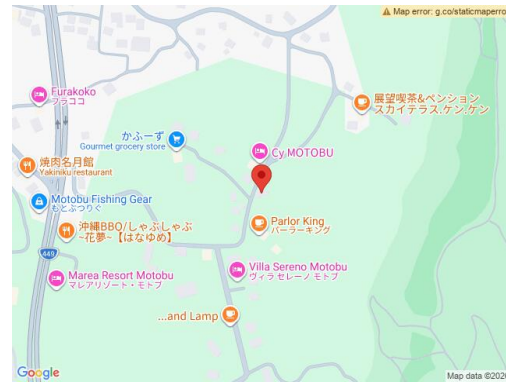 Map error: g.co/staticmaperro
Furakoko
フラココ
展望喫茶&ペンション
スカイテラス.ケン.ケン
かふーず
Gourmet grocery store
Cy MOTOBU
焼肉名月館
Yakiniku restaurant
Motobu Fishing Gear
もとぶつりぐ
沖縄BBQ/しゃぶしゃぶ
~花夢~【はなゆめ】
Parlor King
パーラーキング
449
Marea Resort Motobu
マレアリゾート・モトブ
Villa Sereno Motobu
ヴィラ セレーノ モトブ
...and Lamp
Google
Map data ©2026